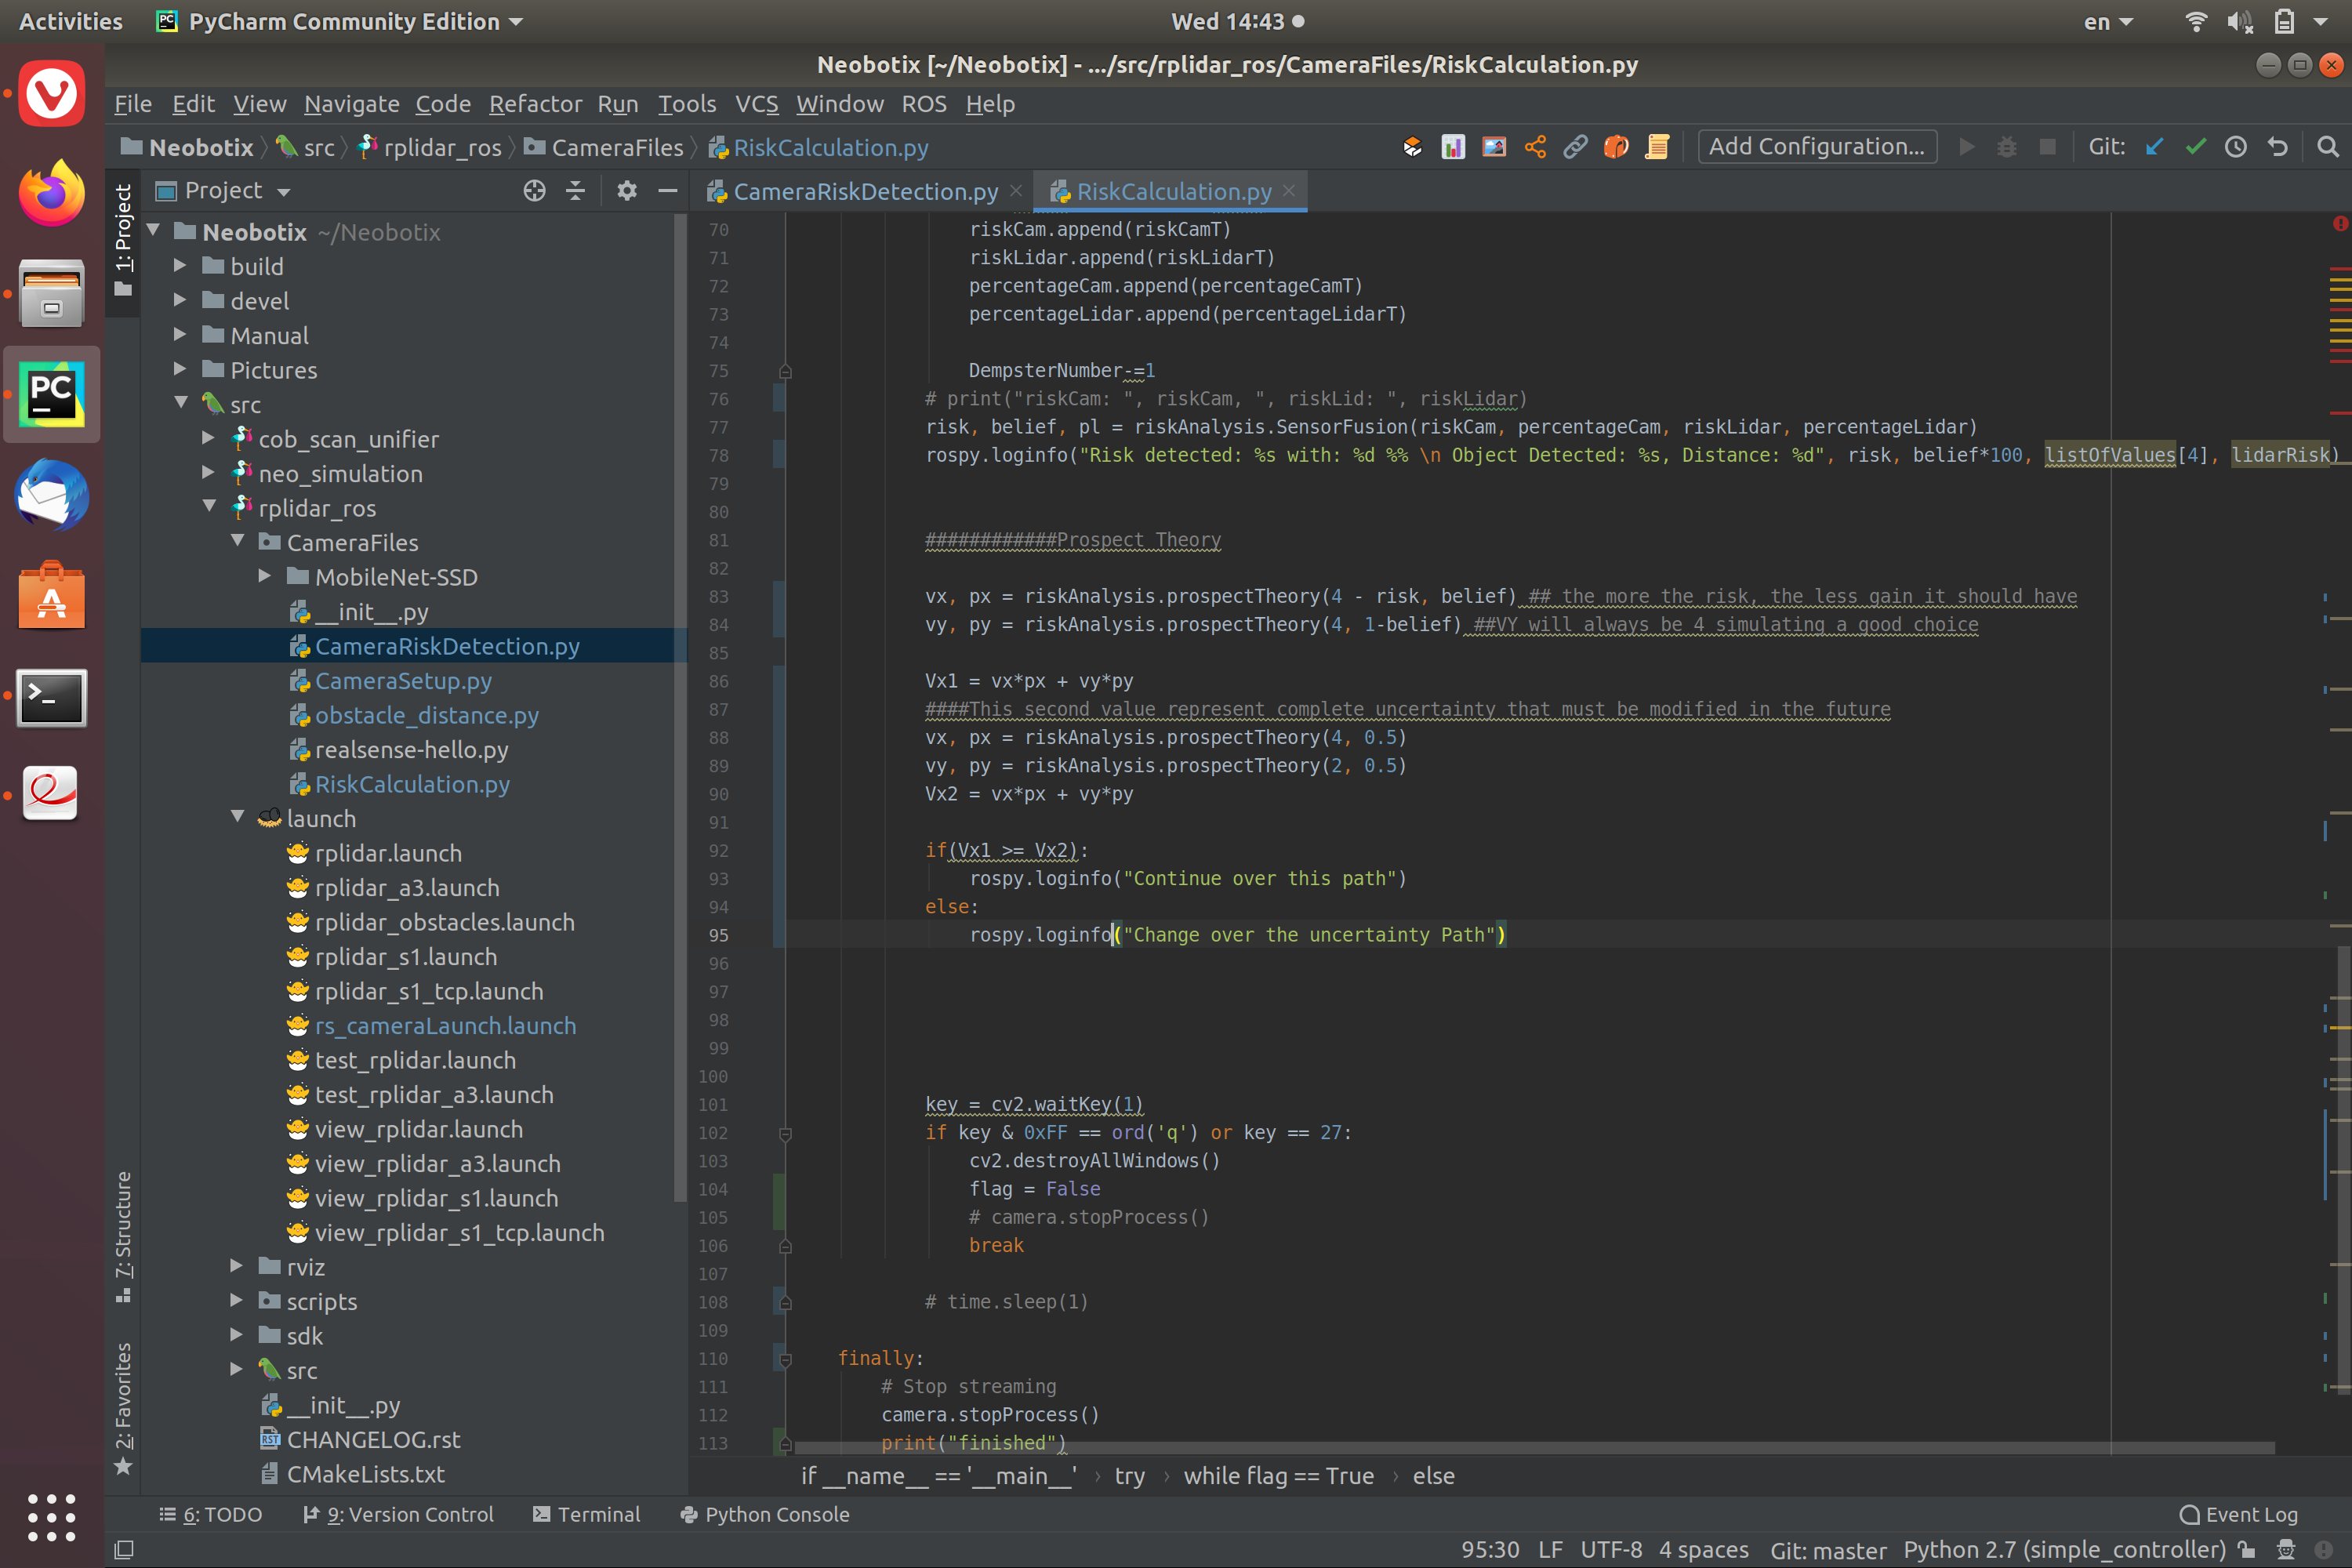 Activities PyCharm Community Edition Wed 14:43 en
Neobotix [~/Neobotix] - .../src/rplidar_ros/CameraFiles/RiskCalculation.py
File Edit View Navigate Code Refactor Run Tools VCS Window ROS Help
Neobotix src rplidar_ros CameraFiles RiskCalculation.py Add Configuration... Git:
Project
CameraRiskDetection.py RiskCalculation.py
1: Project
7: Structure
2: Favorites
Neobotix ~/Neobotix
build
devel
Manual
Pictures
src
cob_scan_unifier
neo_simulation
rplidar_ros
CameraFiles
MobileNet-SSD
__init__.py
CameraRiskDetection.py
CameraSetup.py
obstacle_distance.py
realsense-hello.py
RiskCalculation.py
launch
rplidar.launch
rplidar_a3.launch
rplidar_obstacles.launch
rplidar_s1.launch
rplidar_s1_tcp.launch
rs_cameraLaunch.launch
test_rplidar.launch
test_rplidar_a3.launch
view_rplidar.launch
view_rplidar_a3.launch
view_rplidar_s1.launch
view_rplidar_s1_tcp.launch
rviz
scripts
sdk
src
__init__.py
CHANGELOG.rst
CMakeLists.txt
70 riskCam.append(riskCamT)
71 riskLidar.append(riskLidarT)
72 percentageCam.append(percentageCamT)
73 percentageLidar.append(percentageLidarT)
74
75 DempsterNumber-=1
76 # print("riskCam: ", riskCam, ", riskLid: ", riskLidar)
77 risk, belief, pl = riskAnalysis.SensorFusion(riskCam, percentageCam, riskLidar, percentageLidar)
78 rospy.loginfo("Risk detected: %s with: %d %% \n Object Detected: %s, Distance: %d", risk, belief*100, listOfValues[4], lidarRisk)
79
80
81 ############Prospect Theory
82
83 vx, px = riskAnalysis.prospectTheory(4 - risk, belief) ## the more the risk, the less gain it should have
84 vy, py = riskAnalysis.prospectTheory(4, 1-belief) ##VY will always be 4 simulating a good choice
85
86 Vx1 = vx*px + vy*py
87 ####This second value represent complete uncertainty that must be modified in the future
88 vx, px = riskAnalysis.prospectTheory(4, 0.5)
89 vy, py = riskAnalysis.prospectTheory(2, 0.5)
90 Vx2 = vx*px + vy*py
91
92 if(Vx1 >= Vx2):
93 rospy.loginfo("Continue over this path")
94 else:
95 rospy.loginfo("Change over the uncertainty Path")
96
97
98
99
100
101 key = cv2.waitKey(1)
102 if key & 0xFF == ord('q') or key == 27:
103 cv2.destroyAllWindows()
104 flag = False
105 # camera.stopProcess()
106 break
107
108 # time.sleep(1)
109
110 finally:
111 # Stop streaming
112 camera.stopProcess()
113 print("finished")
if __name__ == '__main__' › try › while flag == True › else
6: TODO 9: Version Control Terminal Python Console Event Log
95:30 LF UTF-8 4 spaces Git: master Python 2.7 (simple_controller)